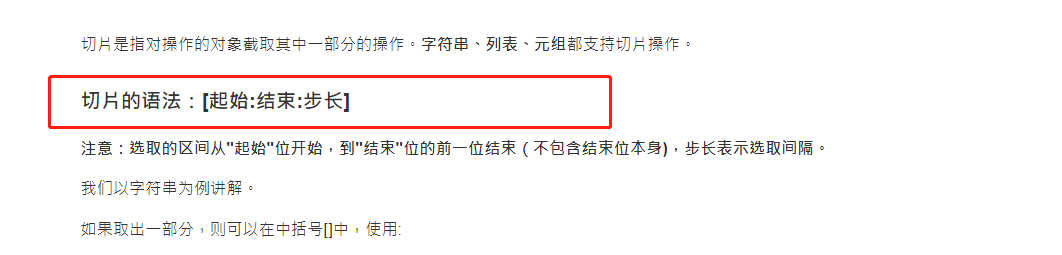 切片是指对操作的对象截取其中一部分的操作。字符串、列表、元组都支持切片操作。
切片的语法：[起始:结束:步长]
注意：选取的区间从"起始"位开始，到"结束"位的前一位结束（不包含结束位本身)，步长表示选取间隔。
我们以字符串为例讲解。
如果取出一部分，则可以在中括号[]中，使用: